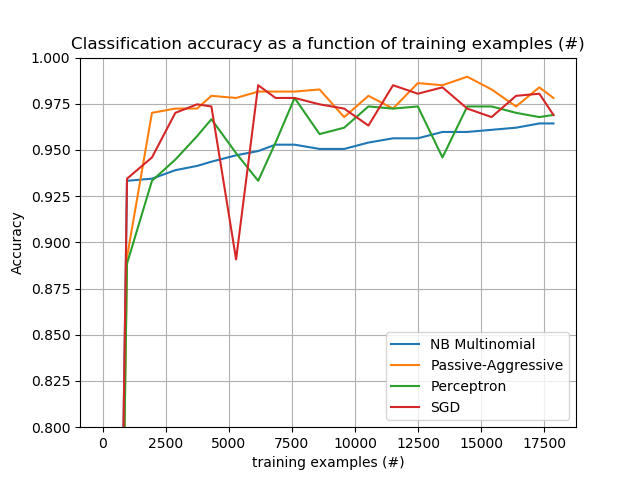 Classification accuracy as a function of training examples (#)
1.000
0.975
0.950
0.925
0.900
0.875
0.850
0.825
0.800
Accuracy
0
2500
5000
7500
10000
12500
15000
17500
training examples (#)
NB Multinomial
Passive-Aggressive
Perceptron
SGD